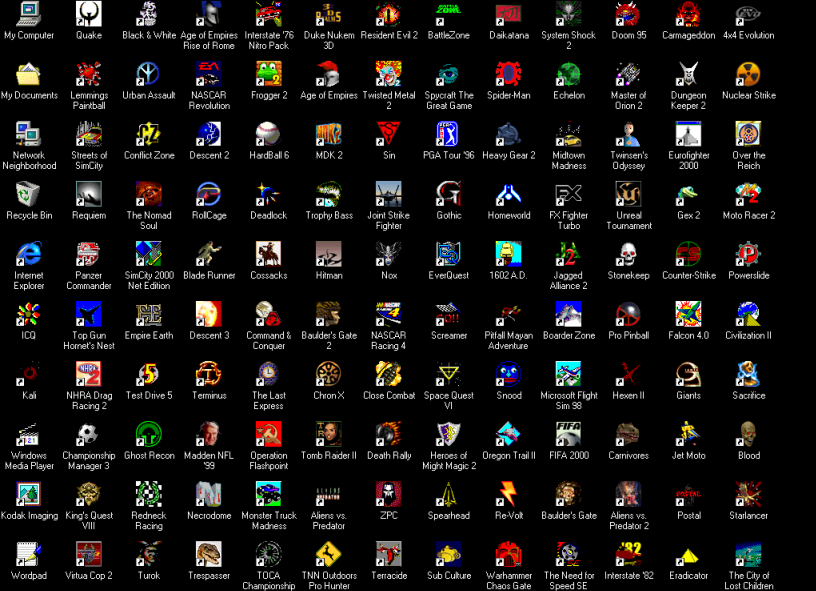 My Computer
Quake
Black & White
Age of Empires
Rise of Rome
Interstate '76
Nitro Pack
Duke Nukem
3D
Resident Evil 2
BattleZone
Daikatana
System Shock
2
Doom 95
Carmageddon
4x4 Evolution
My Documents
Lemmings
Paintball
Urban Assault
NASCAR
Revolution
Frogger 2
Age of Empires
Twisted Metal
2
Spycraft The
Great Game
Spider-Man
Echelon
Master of
Orion 2
Dungeon
Keeper 2
Nuclear Strike
Network
Neighborhood
Streets of
SimCity
Conflict Zone
Descent 2
HardBall 6
MDK 2
Sin
PGA Tour '96
Heavy Gear 2
Midtown
Madness
Twinsen's
Odyssey
Eurofighter
2000
Over the
Reich
Recycle Bin
Requiem
The Nomad
Soul
RollCage
Deadlock
Trophy Bass
Joint Strike
Fighter
Gothic
Homeworld
FX Fighter
Turbo
Unreal
Tournament
Gex 2
Moto Racer 2
Internet
Explorer
Panzer
Commander
SimCity 2000
Net Edition
Blade Runner
Cossacks
Hitman
Nox
EverQuest
1602 A.D.
Jagged
Alliance 2
Stonekeep
Counter-Strike
Powerslide
ICQ
Top Gun
Hornet's Nest
Empire Earth
Descent 3
Command &
Conquer
Baulder's Gate
2
NASCAR
Racing 4
Screamer
Pitfall Mayan
Adventure
Boarder Zone
Pro Pinball
Falcon 4.0
Civilization II
Kali
NHRA Drag
Racing 2
Test Drive 5
Terminus
The Last
Express
Chron X
Close Combat
Space Quest
VI
Snood
Microsoft Flight
Sim 98
Hexen II
Giants
Sacrifice
Windows
Media Player
Championship
Manager 3
Ghost Recon
Madden NFL
'99
Operation
Flashpoint
Tomb Raider II
Death Rally
Heroes of
Might Magic 2
Oregon Trail II
FIFA 2000
Carnivores
Jet Moto
Blood
Kodak Imaging
King's Quest
VIII
Redneck
Racing
Necrodome
Monster Truck
Madness
Aliens vs.
Predator
ZPC
Spearhead
Re-Volt
Baulder's Gate
Aliens vs.
Predator 2
Postal
Starlancer
Wordpad
Virtua Cop 2
Turok
Trespasser
TOCA
Championship
TNN Outdoors
Pro Hunter
Terracide
Sub Culture
Warhammer
Chaos Gate
The Need for
Speed SE
Interstate '82
Eradicator
The City of
Lost Children